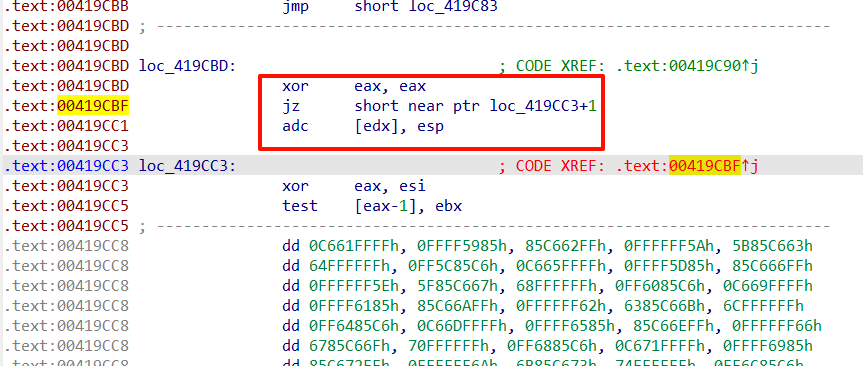 .text:00419CBB                 jmp     short loc_419C83
.text:00419CBD ; ---------------------------------------------------------------------------
.text:00419CBD
.text:00419CBD loc_419CBD:                             ; CODE XREF: .text:00419C90↑j
.text:00419CBD                 xor     eax, eax
.text:00419CBF                 jz      short near ptr loc_419CC3+1
.text:00419CC1                 adc     [edx], esp
.text:00419CC3
.text:00419CC3 loc_419CC3:                             ; CODE XREF: .text:00419CBF↑j
.text:00419CC3                 xor     eax, esi
.text:00419CC5                 test    [eax-1], ebx
.text:00419CC5 ; ---------------------------------------------------------------------------
.text:00419CC8                 dd 0C661FFFFh, 0FFFF5985h, 85C662FFh, 0FFFFFF5Ah, 5B85C663h
.text:00419CC8                 dd 64FFFFFFh, 0FF5C85C6h, 0C665FFFFh, 0FFFF5D85h, 85C666FFh
.text:00419CC8                 dd 0FFFFFF5Eh, 5F85C667h, 68FFFFFFh, 0FF6085C6h, 0C669FFFFh
.text:00419CC8                 dd 0FFFF6185h, 85C66AFFh, 0FFFFFF62h, 6385C66Bh, 6CFFFFFFh
.text:00419CC8                 dd 0FF6485C6h, 0C66DFFFFh, 0FFFF6585h, 85C66EFFh, 0FFFFFF66h
.text:00419CC8                 dd 6785C66Fh, 70FFFFFFh, 0FF6885C6h, 0C671FFFFh, 0FFFF6985h
.text:00419CC8                 dd 85C672FFh, 0FFFFFF6Ah, 6B85C673h, 74FFFFFFh, 0FF6C85C6h